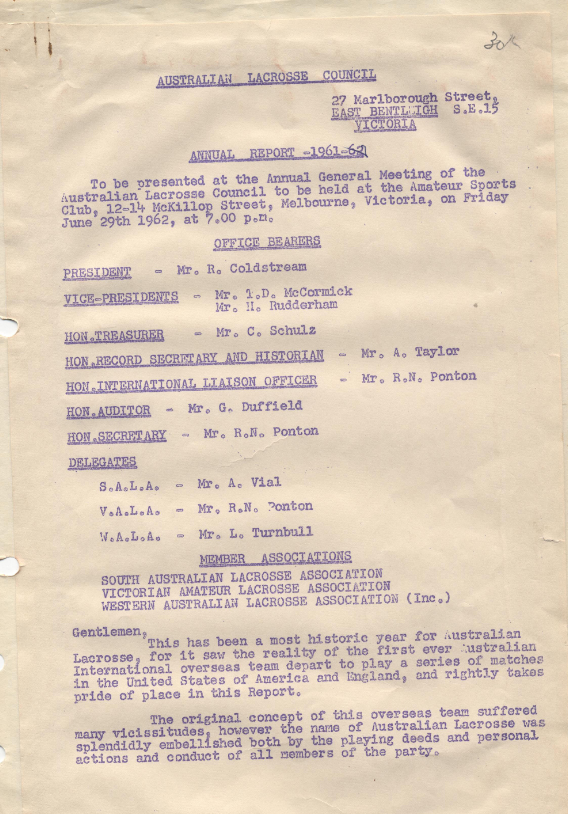 AUSTRALIAN LACROSSE COUNCIL
27 Marlborough Street,
EAST BENTLEIGH S.E.15
VICTORIA
ANNUAL REPORT -1961-62
To be presented at the Annual General Meeting of the
Australian Lacrosse Council to be held at the Amateur Sports
Club, 12-14 McKillop Street, Melbourne, Victoria, on Friday
June 29th 1962, at 7.00 p.m.
OFFICE BEARERS
PRESIDENT - Mr. R. Coldstream
VICE-PRESIDENTS - Mr. McCormick
Mr. Rudderham
HON.TREASURER - Mr. C. Schulz
HON.RECORD SECRETARY AND HISTORIAN - Mr. A. Taylor
HON.INTERNATIONAL LIAISON OFFICER - Mr. R.N. Ponton
HON.AUDITOR - Mr. G. Duffield
HON.SECRETARY - Mr. R.N. Ponton
DELEGATES
S.A.L.A. - Mr. A. Vial
V.A.L.A. - Mr. R.N. Ponton
W.A.L.A. - Mr. L. Turnbull
MEMBER ASSOCIATIONS
SOUTH AUSTRALIAN LACROSSE ASSOCIATION
VICTORIAN AMATEUR LACROSSE ASSOCIATION
WESTERN AUSTRALIAN LACROSSE ASSOCIATION (Inc.)
Gentlemen,
This has been a most historic year for Australian
Lacrosse, for it saw the reality of the first ever Australian
International overseas team depart to play a series of matches
in the United States of America and England, and rightly takes
pride of place in this Report.
The original concept of this overseas team suffered
many vicissitudes, however the name of Australian Lacrosse was
splendidly embellished both by the playing deeds and personal
actions and conduct of all members of the party.